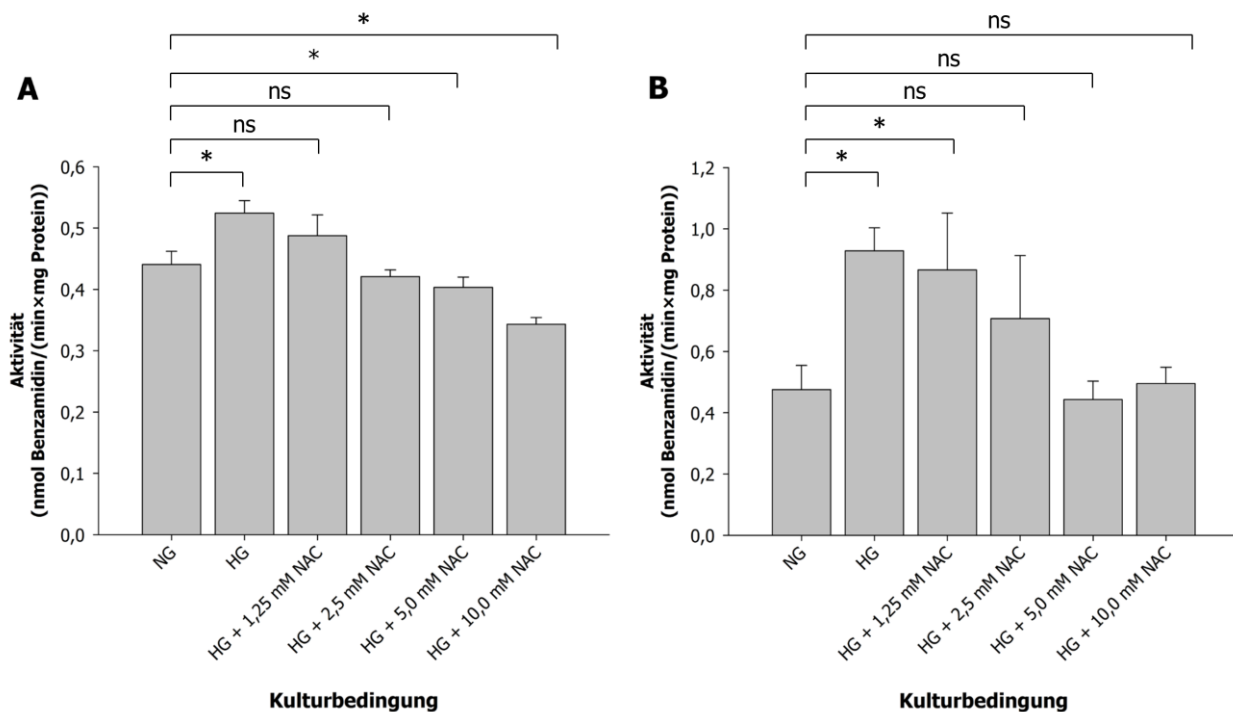 A
*
*
ns
ns
*
0,6
0,5
0,4
0,3
0,2
0,1
0,0
Aktivität
(nmol Benzamidin/(min×mg Protein))
NG
HG
HG + 1,25 mM NAC
HG + 2,5 mM NAC
HG + 5,0 mM NAC
HG + 10,0 mM NAC
Kulturbedingung
B
ns
ns
ns
*
*
1,2
1,0
0,8
0,6
0,4
0,2
0,0
Aktivität
(nmol Benzamidin/(min×mg Protein))
NG
HG
HG + 1,25 mM NAC
HG + 2,5 mM NAC
HG + 5,0 mM NAC
HG + 10,0 mM NAC
Kulturbedingung